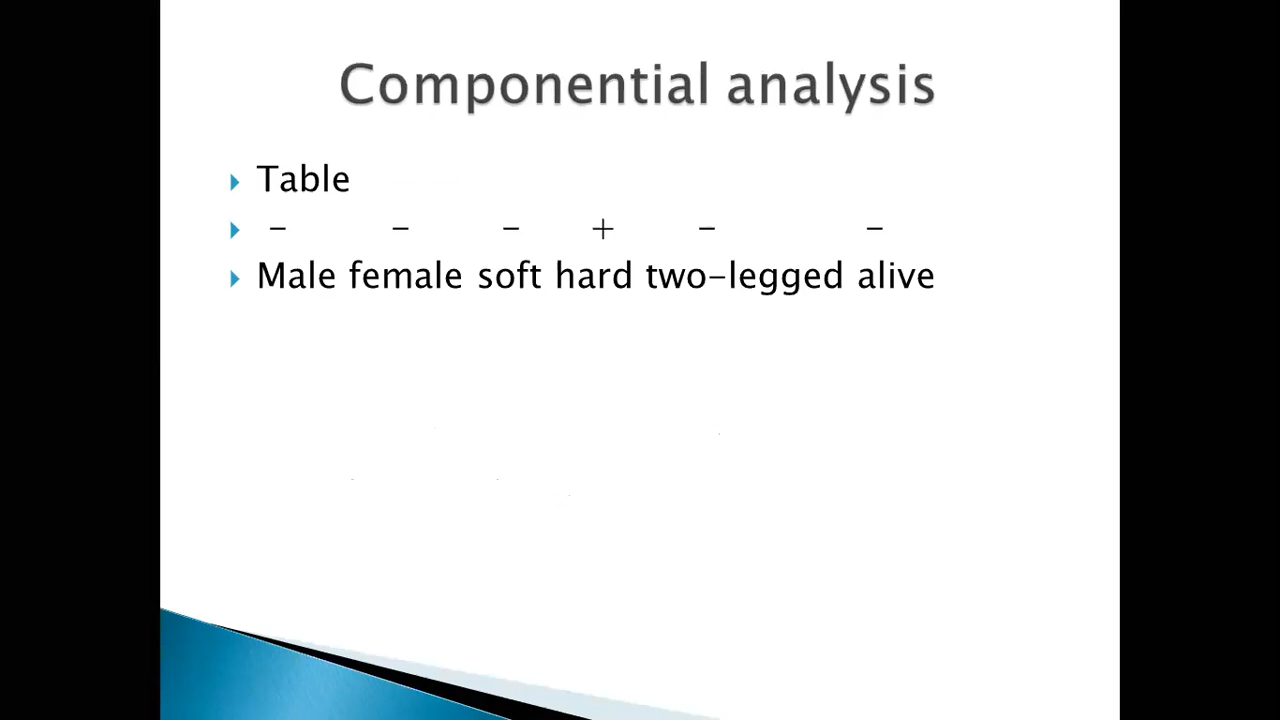 Componential analysis
Table
- - - + - -
Male female soft hard two-legged alive